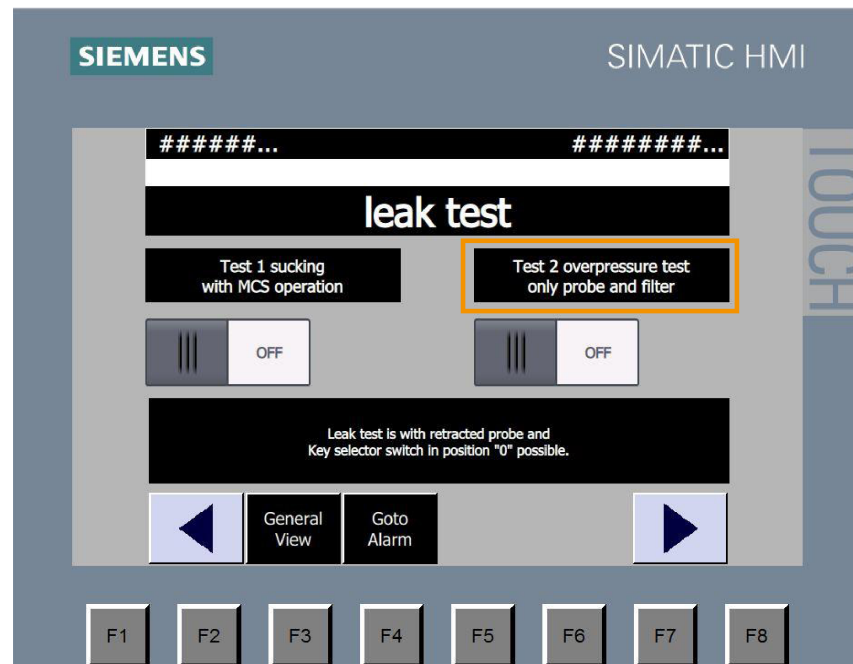 SIEMENS
SIMATIC HMI
TOUCH
######...
########...
leak test
Test 1 sucking
with MCS operation
Test 2 overpressure test
only probe and filter
OFF
OFF
Leak test is with retracted probe and
Key selector switch in position "0" possible.
General
View
Goto
Alarm
F1
F2
F3
F4
F5
F6
F7
F8